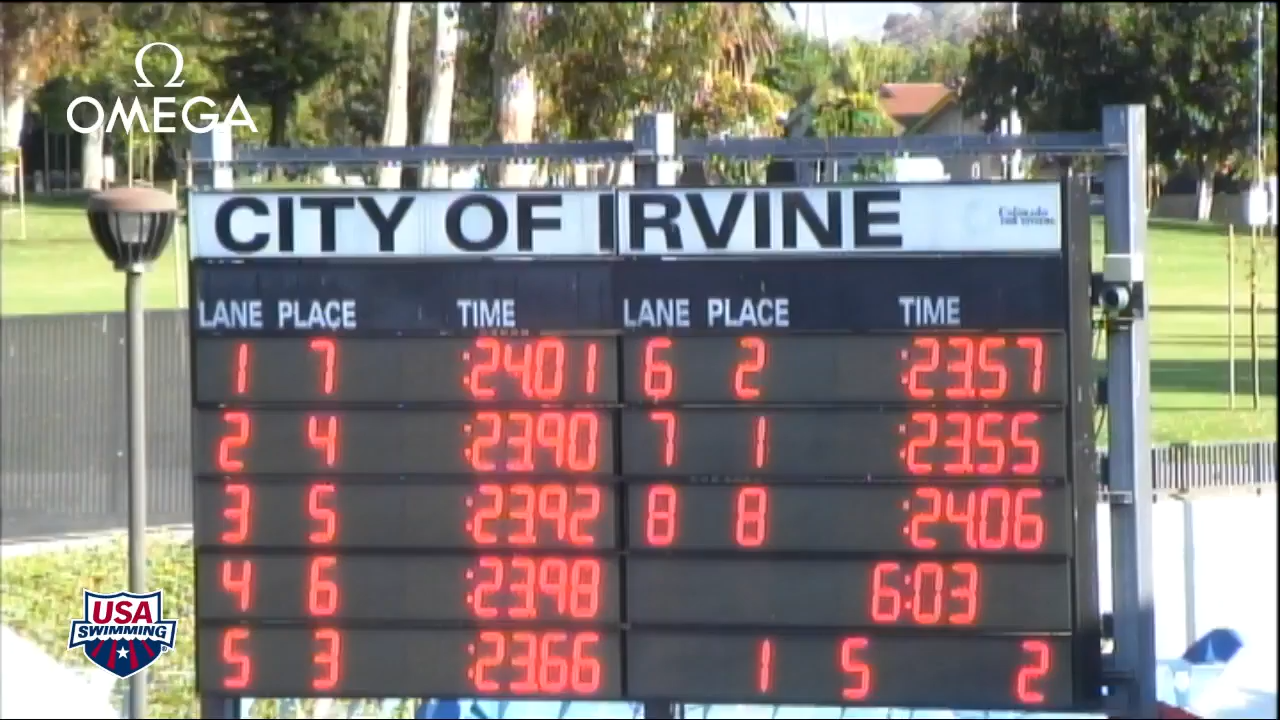 Ω
OMEGA
CITY OF IRVINE
LANE PLACE TIME LANE PLACE TIME
1 7 :24.01 6 2 :23.57
2 4 :23.90 7 1 :23.55
3 5 :23.92 8 8 :24.06
4 6 :23.98 6:03
5 3 :23.66 1 5 2
USA
SWIMMING